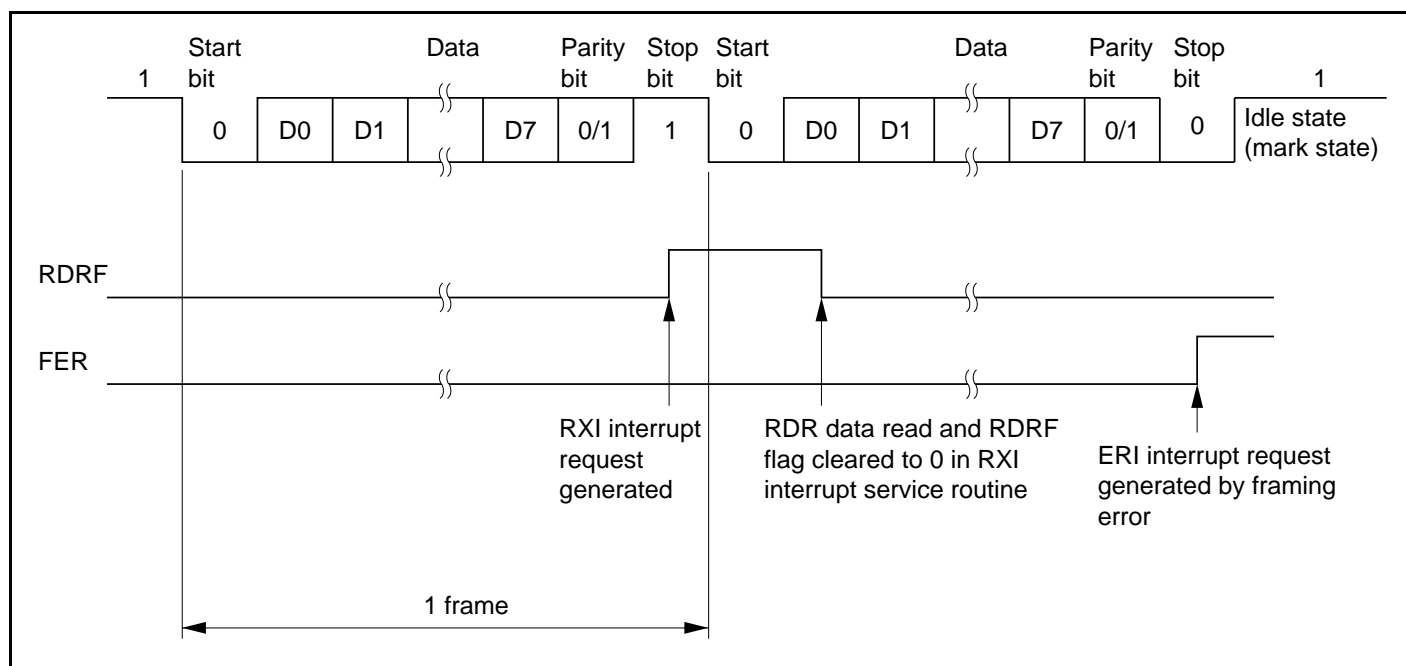 Start bit
Data
Parity bit
Stop bit
Start bit
Data
Parity bit
Stop bit
1
1
0
D0
D1
D7
0/1
1
0
D0
D1
D7
0/1
0
Idle state
(mark state)
RDRF
FER
RXI interrupt
request
generated
RDR data read and RDRF
flag cleared to 0 in RXI
interrupt service routine
ERI interrupt request
generated by framing
error
1 frame